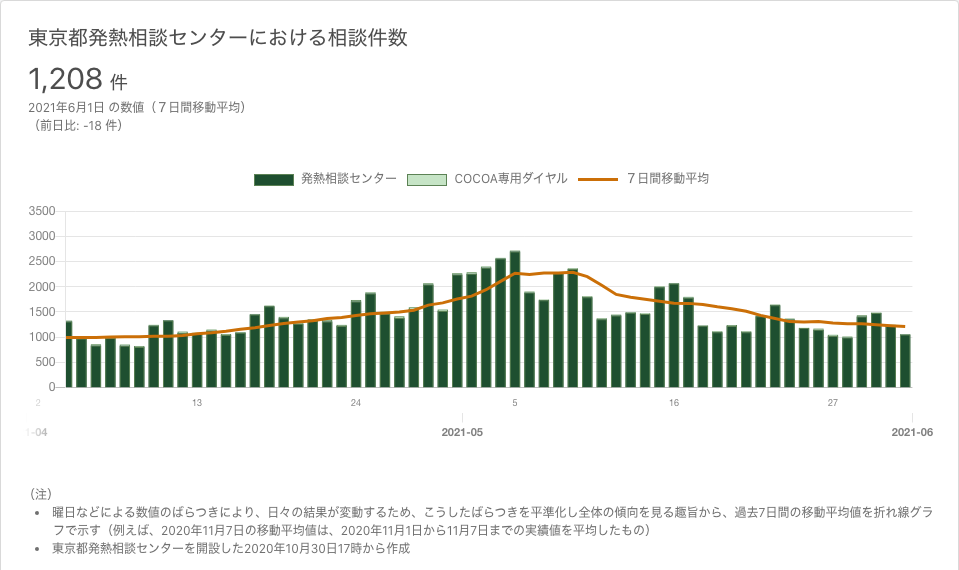 東京都発熱相談センターにおける相談件数
1,208 件
2021年6月1日 の数値（７日間移動平均）
（前日比: -18 件）
発熱相談センター COCOA専用ダイヤル ７日間移動平均
3500
3000
2500
2000
1500
1000
500
0
2 13 24 5 16 27
1-04 2021-05 2021-06
（注）
• 曜日などによる数値のばらつきにより、日々の結果が変動するため、こうしたばらつきを平準化し全体の傾向を見る趣旨から、過去7日間の移動平均値を折れ線グラ
フで示す（例えば、2020年11月7日の移動平均値は、2020年11月1日から11月7日までの実績値を平均したもの）
• 東京都発熱相談センターを開設した2020年10月30日17時から作成